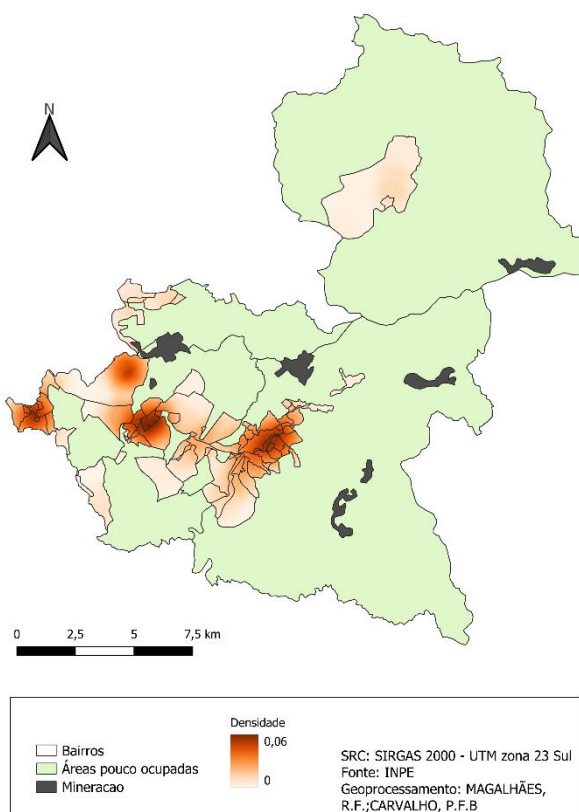 N
0 2,5 5 7,5 km
Densidade
0,06
0
Bairros
Áreas pouco ocupadas
Mineracao
SRC: SIRGAS 2000 - UTM zona 23 Sul
Fonte: INPE
Geoprocessamento: MAGALHÃES,
R.F.;CARVALHO, P.F.B